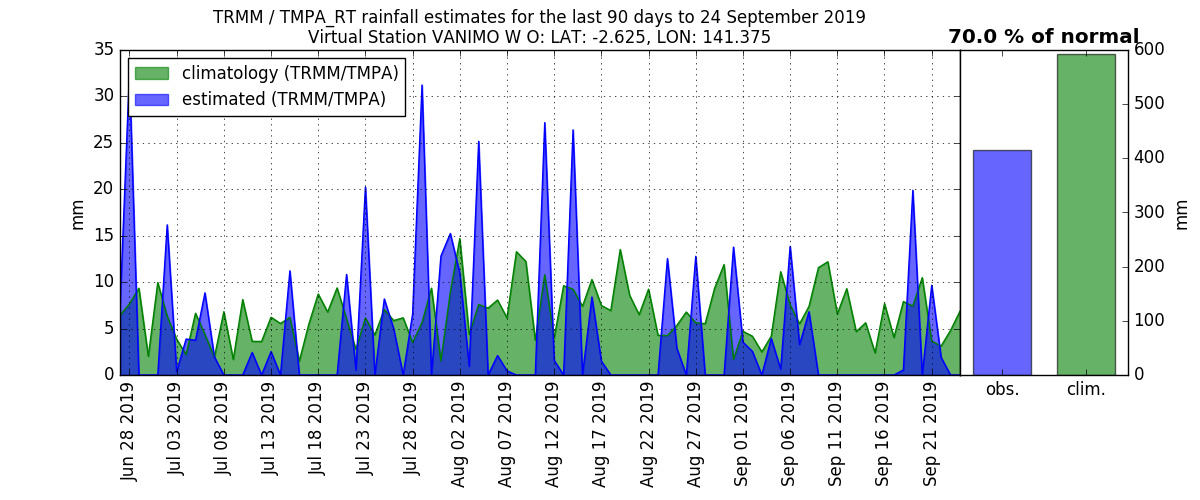 TRMM / TMPA_RT rainfall estimates for the last 90 days to 24 September 2019
Virtual Station VANIMO W O: LAT: -2.625, LON: 141.375
70.0 % of normal
climatology (TRMM/TMPA)
estimated (TRMM/TMPA)
35
30
25
20
15
10
5
0
mm
Jun 28 2019
Jul 03 2019
Jul 08 2019
Jul 13 2019
Jul 18 2019
Jul 23 2019
Jul 28 2019
Aug 02 2019
Aug 07 2019
Aug 12 2019
Aug 17 2019
Aug 22 2019
Aug 27 2019
Sep 01 2019
Sep 06 2019
Sep 11 2019
Sep 16 2019
Sep 21 2019
600
500
400
300
200
100
0
mm
obs.
clim.